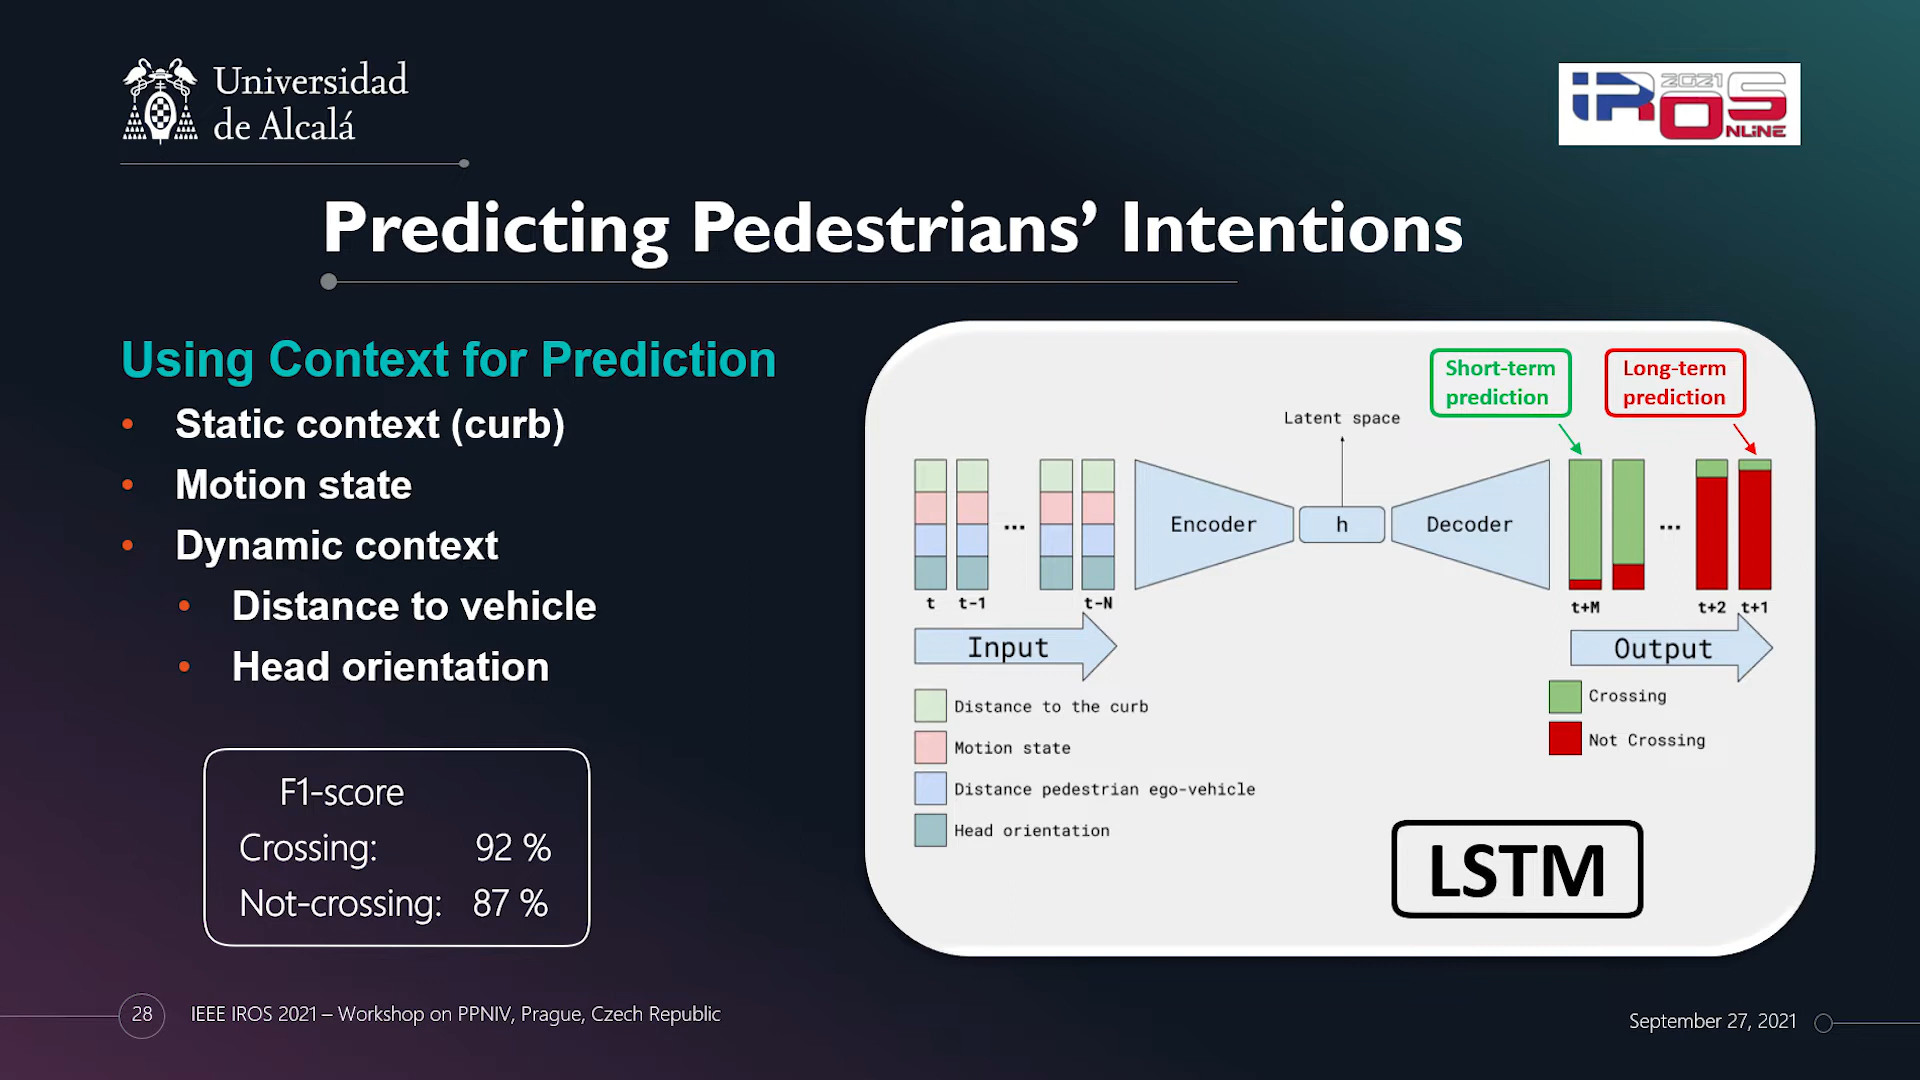 Universidad
de Alcalá
2021
iROS
ONLiNE
Predicting Pedestrians’ Intentions
Using Context for Prediction
• Static context (curb)
• Motion state
• Dynamic context
• Distance to vehicle
• Head orientation
F1-score
Crossing: 92 %
Not-crossing: 87 %
Short-term
prediction
Long-term
prediction
Latent space
... Encoder h Decoder ...
t t-1 t-N t+M t+2 t+1
Input
Output
Distance to the curb
Motion state
Distance pedestrian ego-vehicle
Head orientation
Crossing
Not Crossing
LSTM
28 IEEE IROS 2021 – Workshop on PPNIV, Prague, Czech Republic
September 27, 2021